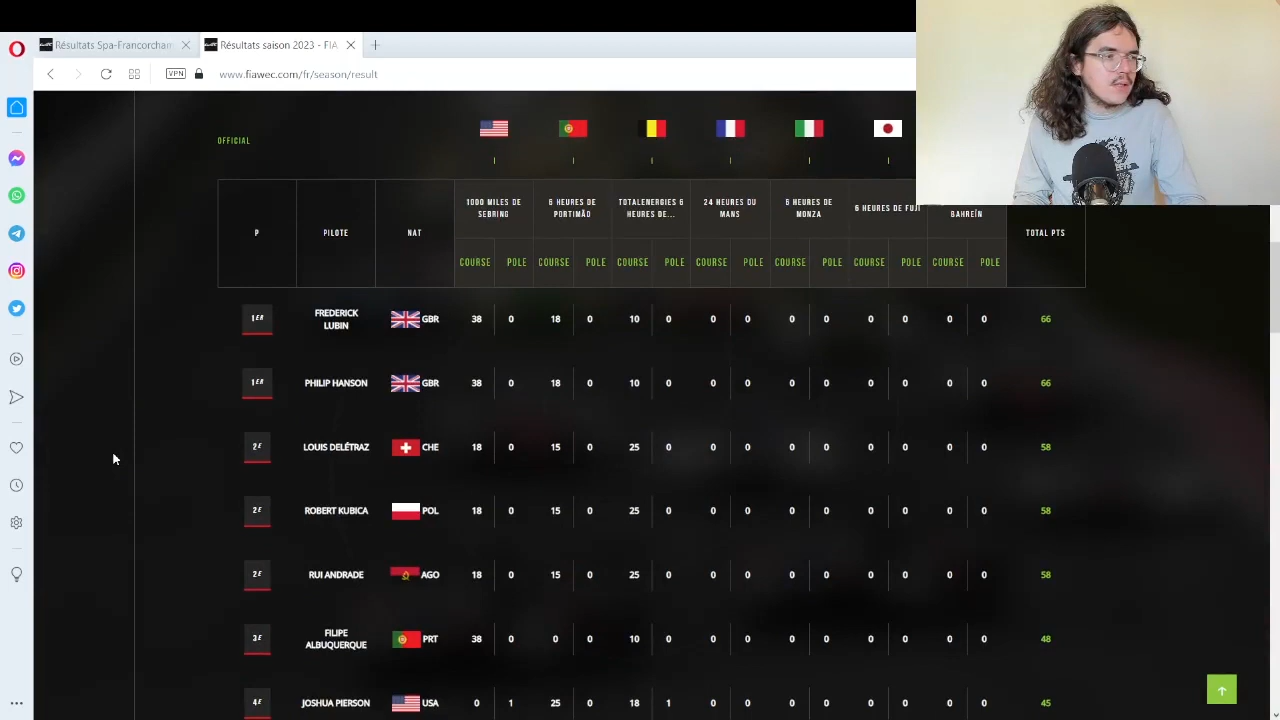 Résultats Spa-Francorcham
Résultats saison 2023 - FIA
VPN
www.fiawec.com/fr/season/result
OFFICIAL
P PILOTE NAT 1000 MILES DE SEBRING 6 HEURES DE PORTIMÃO TOTALENERGIES 6 HEURES DE... 24 HEURES DU MANS 6 HEURES DE MONZA 6 HEURES DE FUJI BAHREÏN TOTAL PTS
COURSE POLE COURSE POLE COURSE POLE COURSE POLE COURSE POLE COURSE POLE COURSE POLE
1ER FREDERICK LUBIN GBR 38 0 18 0 10 0 0 0 0 0 0 0 0 0 66
1ER PHILIP HANSON GBR 38 0 18 0 10 0 0 0 0 0 0 0 0 0 66
2E LOUIS DELÉTRAZ CHE 18 0 15 0 25 0 0 0 0 0 0 0 0 0 58
2E ROBERT KUBICA POL 18 0 15 0 25 0 0 0 0 0 0 0 0 0 58
2E RUI ANDRADE AGO 18 0 15 0 25 0 0 0 0 0 0 0 0 0 58
3E FILIPE ALBUQUERQUE PRT 38 0 0 0 10 0 0 0 0 0 0 0 0 0 48
4E JOSHUA PIERSON USA 0 1 25 0 18 1 0 0 0 0 0 0 0 0 45